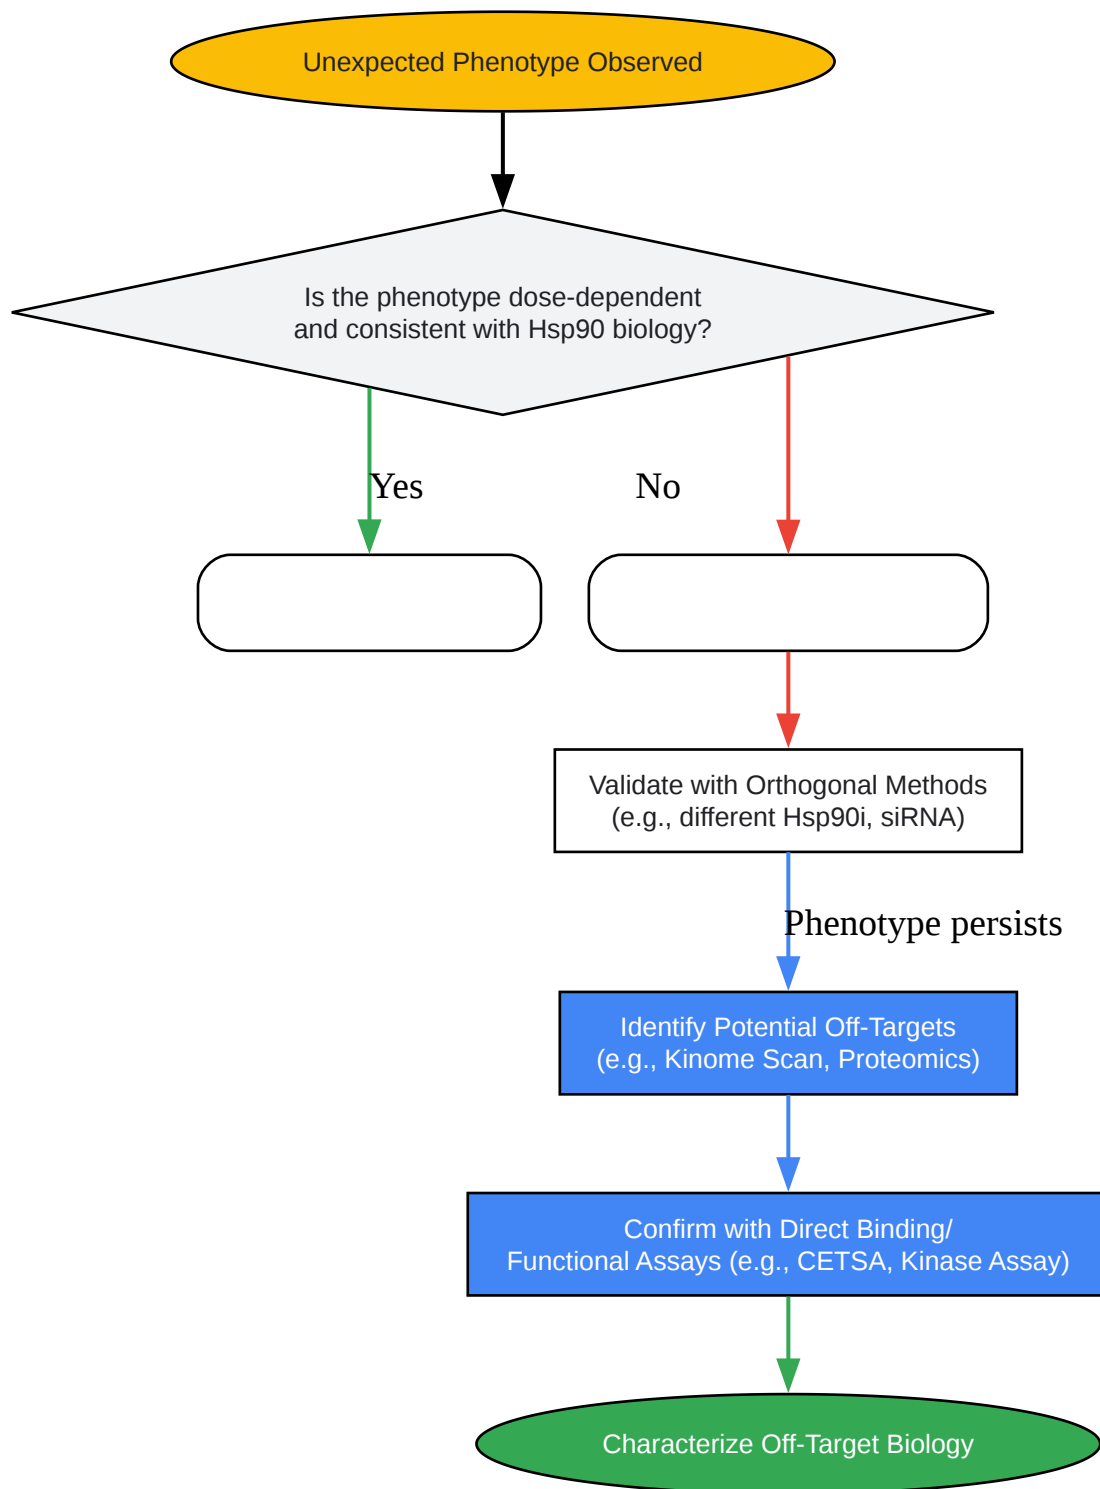 Unexpected Phenotype Observed
Is the phenotype dose-dependent
and consistent with Hsp90 biology?
Yes
No
Validate with Orthogonal Methods
(e.g., different Hsp90i, siRNA)
Phenotype persists
Identify Potential Off-Targets
(e.g., Kinome Scan, Proteomics)
Confirm with Direct Binding/
Functional Assays (e.g., CETSA, Kinase Assay)
Characterize Off-Target Biology